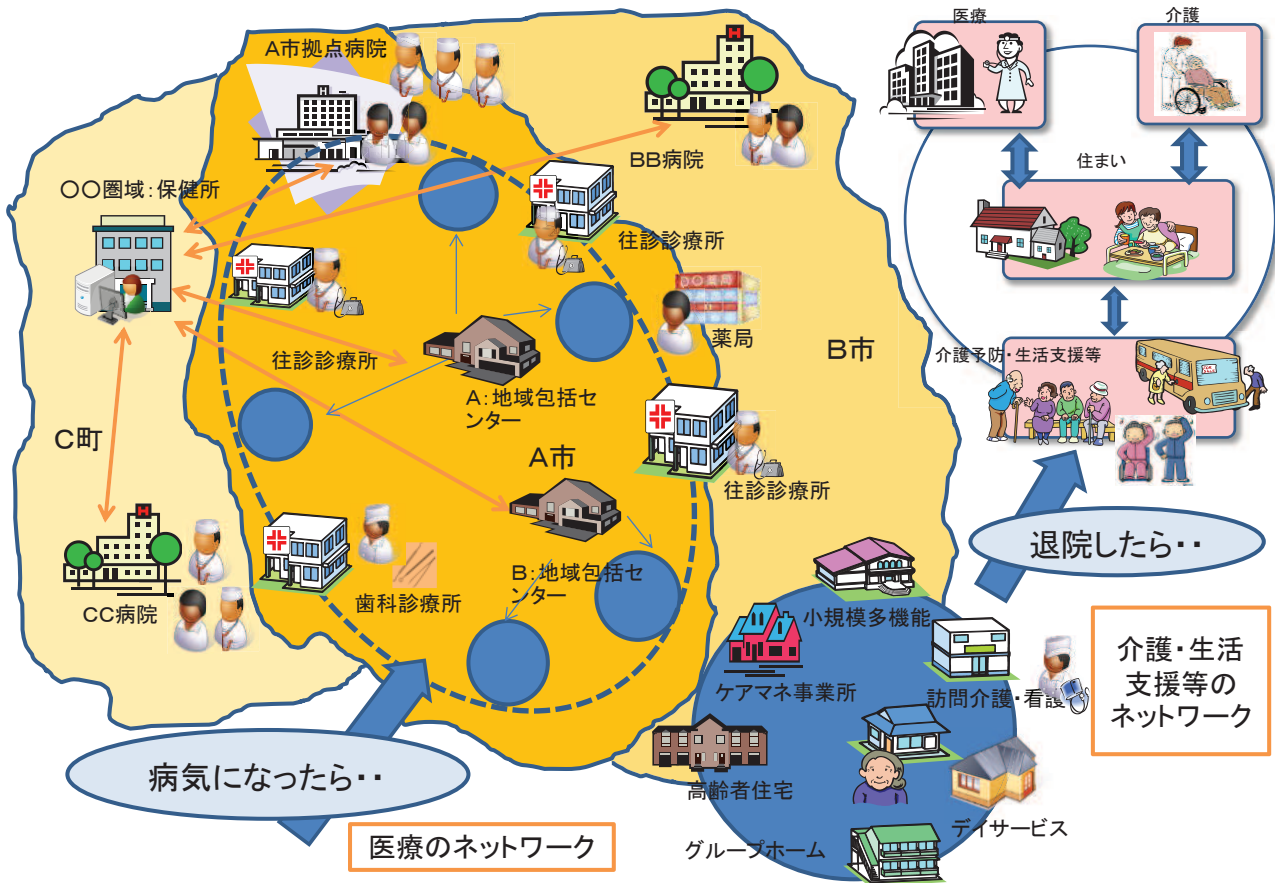 医療
介護
A市拠点病院
BB病院
住まい
〇〇圏域:保健所
往診診療所
〇〇薬局
薬局
往診診療所
B市
介護予防・生活支援等
A:地域包括セ
ンター
C町
A市
往診診療所
退院したら・・
B:地域包括セ
ンター
歯科診療所
CC病院
小規模多機能
介護・生活
支援等の
ネットワーク
ケアマネ事業所
訪問介護・看護
病気になったら・・
高齢者住宅
デイサービス
医療のネットワーク
グループホーム
H
H
H